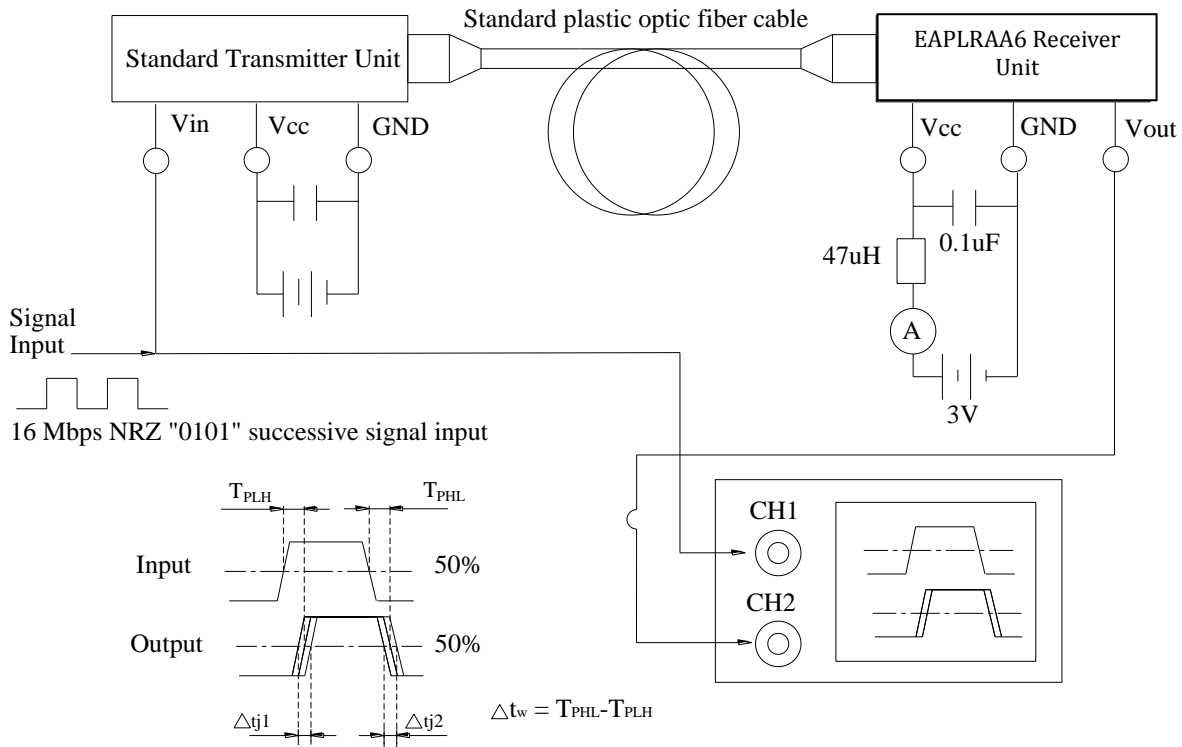 Standard plastic optic fiber cable
Standard Transmitter Unit
EAPLRAA6 Receiver
Unit
Vin
Vcc
GND
Vcc
GND
Vout
0.1uF
47uH
A
3V
Signal
Input
16 Mbps NRZ "0101" successive signal input
TPLH
TPHL
Input
50%
Output
50%
△tj1
△tj2
△tw = TPHL-TPLH
CH1
CH2